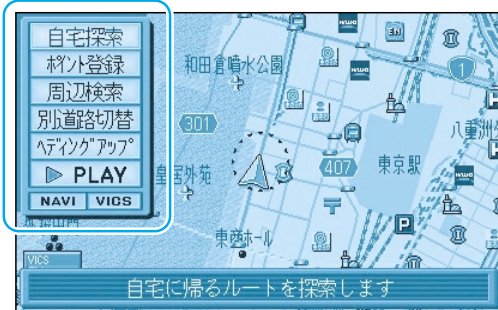 自宅探索
ポイント登録
周辺検索
別道路切替
ヘディングアップ
▷ PLAY
NAVI VICS
和田倉噴水公園
301
皇居外苑
407
東京駅
1
八重洲
EN
P
東商ホール
VICS
自宅に帰るルートを探索します